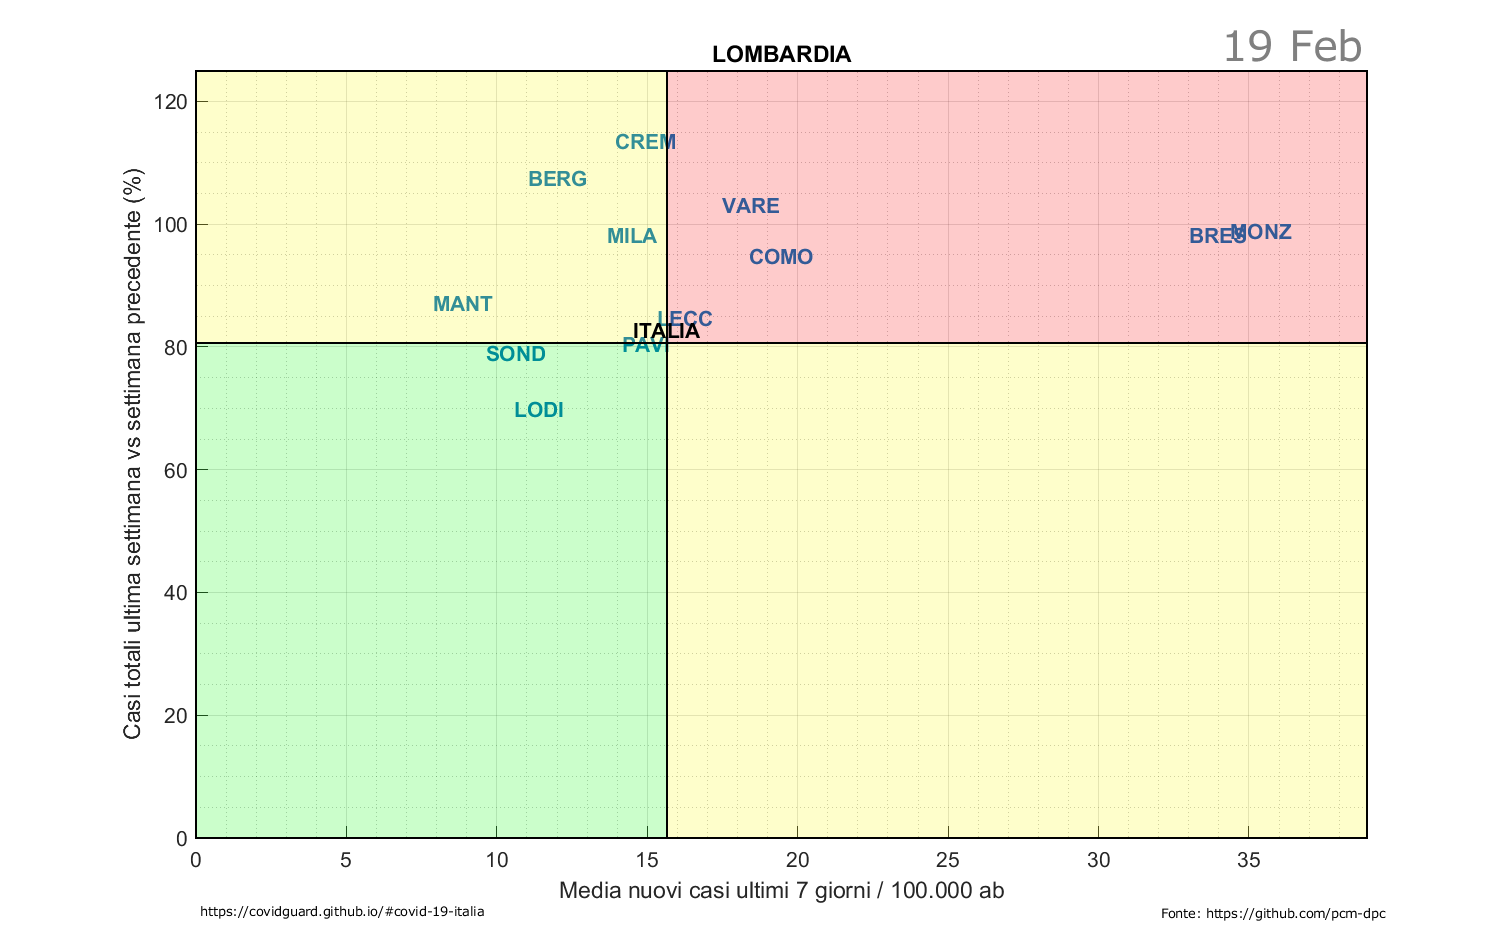 19 Feb
LOMBARDIA
Casi totali ultima settimana vs settimana precedente (%)
120
100
80
60
40
20
0
CREM
BERG
VARE
MILA
BRES
MONZ
COMO
MANT
LECC
ITALIA
PAVI
SOND
LODI
0 5 10 15 20 25 30 35
Media nuovi casi ultimi 7 giorni / 100.000 ab
https://covidguard.github.io/#covid-19-italia
Fonte: https://github.com/pcm-dpc